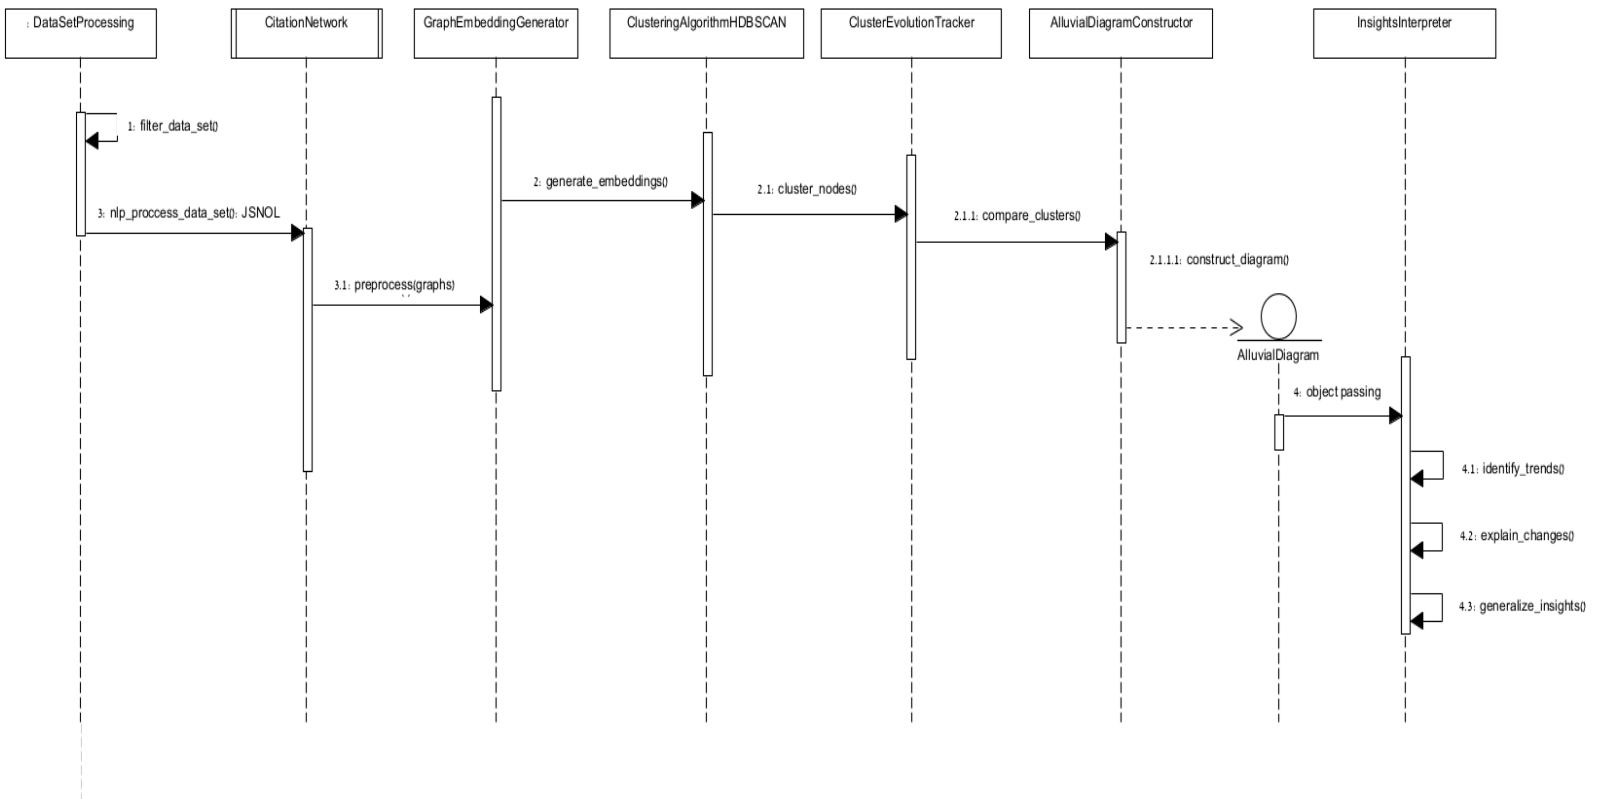 : DataSetProcessing
CitationNetwork
GraphEmbeddingGenerator
ClusteringAlgorithmHDBSCAN
ClusterEvolutionTracker
AlluvialDiagramConstructor
InsightsInterpreter
1: filter_data_set()
2: generate_embeddings()
2.1: cluster_nodes()
3: nlp_proccess_data_set(): JSNOL
2.1.1: compare_clusters()
2.1.1.1: construct_diagram()
3.1: preprocess(graphs)
AlluvialDiagram
4: object passing
4.1: identify_trends()
4.2: explain_changes()
4.3: generalize_insights()